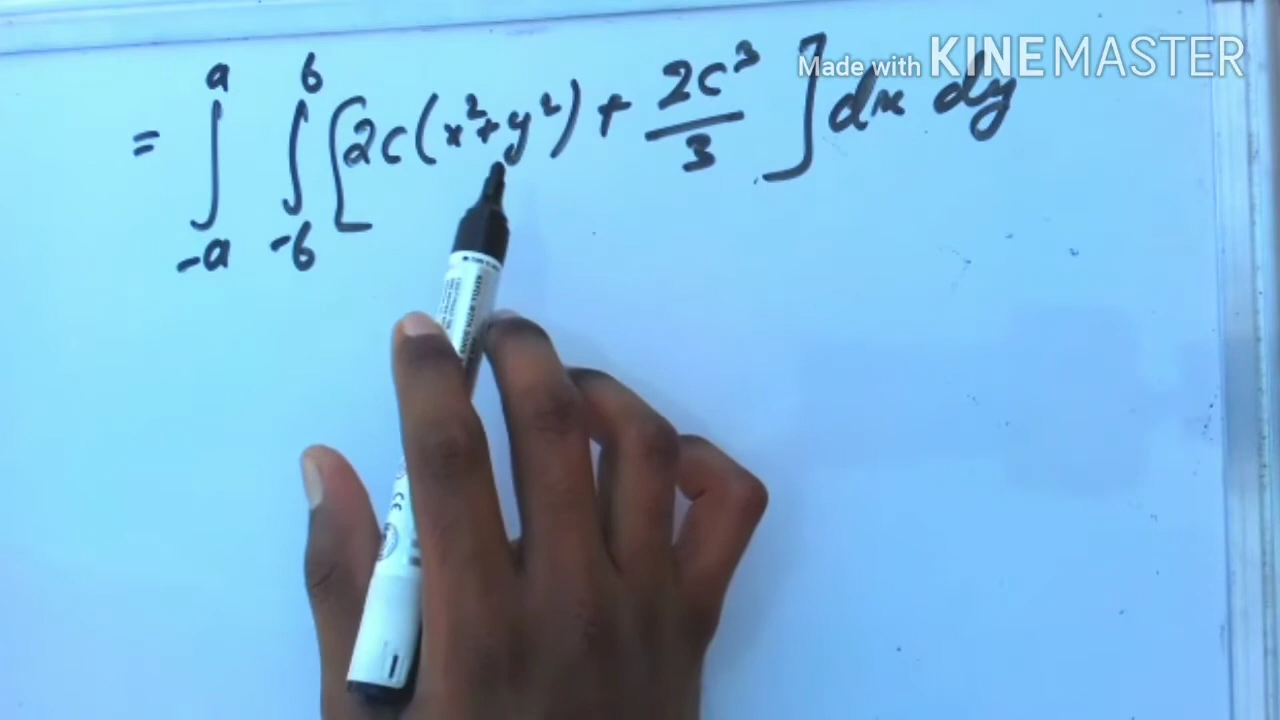 Made with KINEMASTER
= ∫_{-a}^{a} ∫_{-b}^{b} [2c(x²+y²) + 2c³/3] dx dy